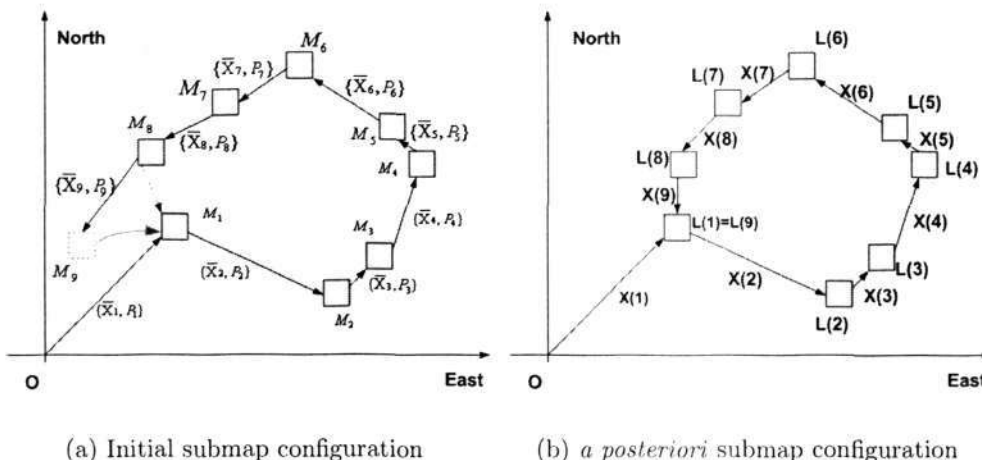 North
M₆
{X̅₇, P₇}
M₇
{X̅₆, P₆}
M₈
{X̅₈, P₈}
M₅
{X̅₅, P₅}
M₄
{X̅₉, P₉}
M₁
M₃
{X̅₄, P₄}
M₉
{X̅₂, P₂}
{X̅₃, P₃}
{X̅₁, P₁}
M₂
O
East
(a) Initial submap configuration
North
L(6)
X(7)
L(7)
X(6)
L(5)
X(8)
X(5)
L(8)
L(4)
X(9)
L(1)=L(9)
X(4)
X(2)
L(3)
X(1)
X(3)
L(2)
O
East
(b) a posteriori submap configuration